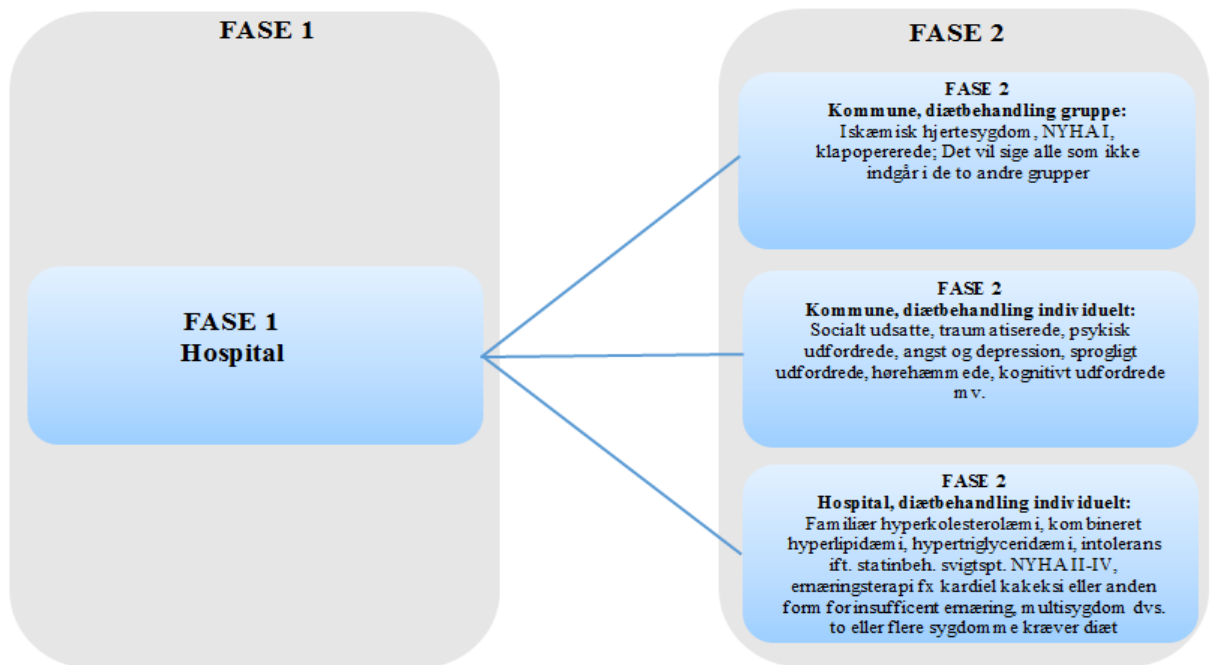 FASE 1
FASE 1
Hospital
FASE 2
FASE 2
Kommune, diætbehandling gruppe:
Iskæmisk hjertesygdom, NYHA I,
klapopererede; Det vil sige alle som ikke
indgår i de to andre grupper
FASE 2
Kommune, diætbehandling individuelt:
Socialt udsatte, traumatiserede, psykisk
udfordrede, angst og depression, sprogligt
udfordrede, hørehæmmede, kognitivt udfordrede
mv.
FASE 2
Hospital, diætbehandling individuelt:
Familiær hyperkolesterolæmi, kombineret
hyperlipidæmi, hypertriglyceridæmi, intolerans
ift. statinbeh. svigtspt. NYHA II-IV,
ernæringsterapi fx kardiel kakeksi eller anden
form for insufficent ernæring, multisygdom dvs.
to eller flere sygdomme kræver diæt